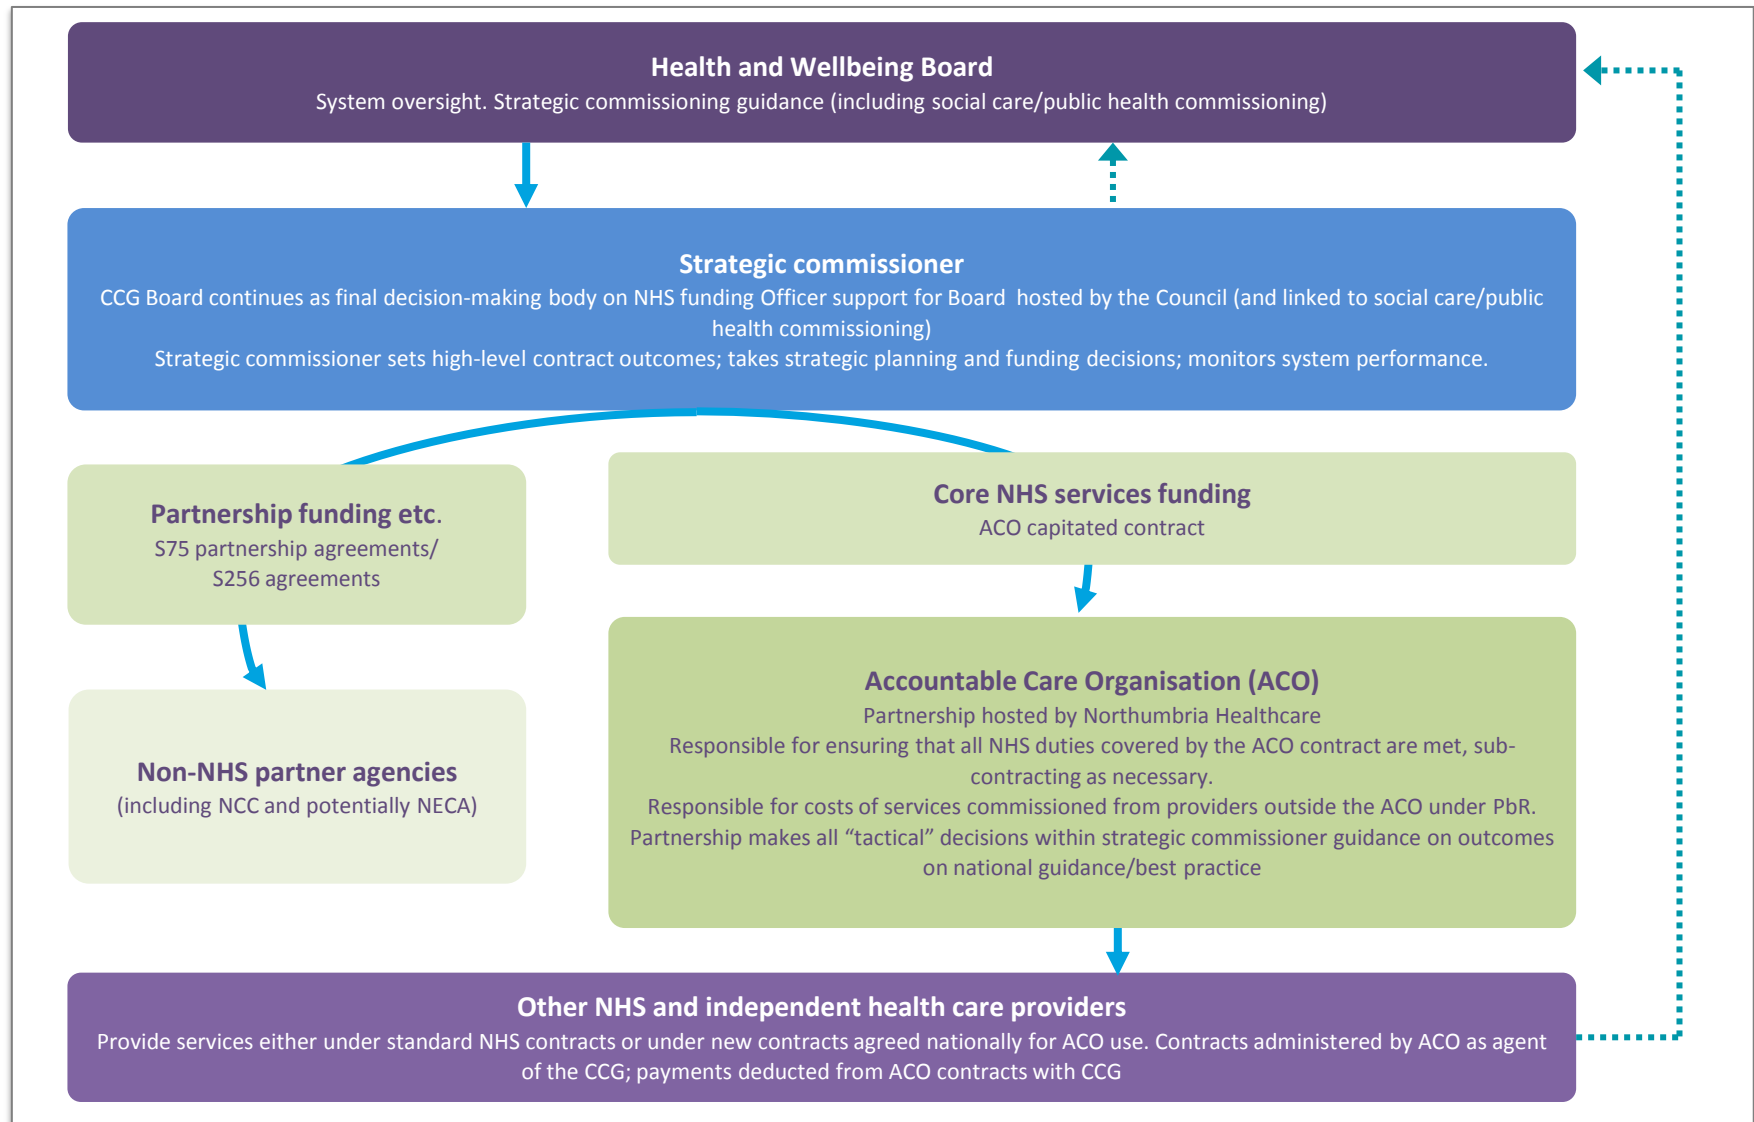 Health and Wellbeing Board
System oversight. Strategic commissioning guidance (including social care/public health commissioning)
Strategic commissioner
CCG Board continues as final decision-making body on NHS funding Officer support for Board  hosted by the Council (and linked to social care/public
health commissioning)
Strategic commissioner sets high-level contract outcomes; takes strategic planning and funding decisions; monitors system performance.
Partnership funding etc.
S75 partnership agreements/
S256 agreements
Core NHS services funding
ACO capitated contract
Non-NHS partner agencies
(including NCC and potentially NECA)
Accountable Care Organisation (ACO)
Partnership hosted by Northumbria Healthcare
Responsible for ensuring that all NHS duties covered by the ACO contract are met, sub-
contracting as necessary.
Responsible for costs of services commissioned from providers outside the ACO under PbR.
Partnership makes all “tactical” decisions within strategic commissioner guidance on outcomes
on national guidance/best practice
Other NHS and independent health care providers
Provide services either under standard NHS contracts or under new contracts agreed nationally for ACO use. Contracts administered by ACO as agent
of the CCG; payments deducted from ACO contracts with CCG